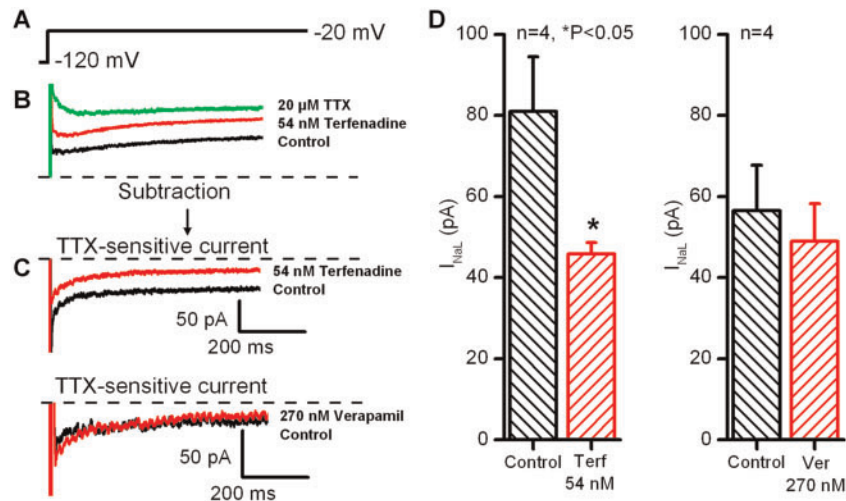 A
-20 mV
-120 mV
B
20 µM TTX
54 nM Terfenadine
Control
Subtraction
TTX-sensitive current
C
54 nM Terfenadine
Control
50 pA
200 ms
TTX-sensitive current
270 nM Verapamil
Control
50 pA
200 ms
D
n=4, *P<0.05
100
80
60
40
20
0
I_NaL (pA)
*
Control
Terf
54 nM
n=4
100
80
60
40
20
0
I_NaL (pA)
Control
Ver
270 nM